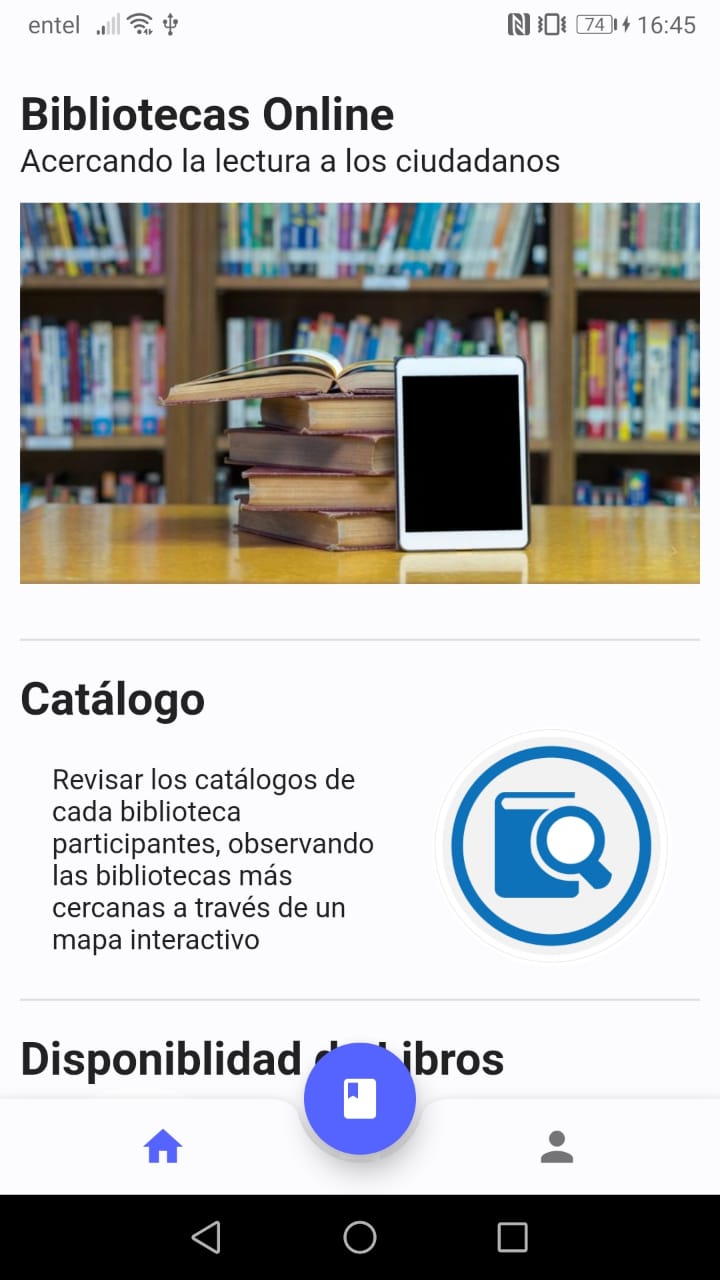 entel 74 16:45
Bibliotecas Online
Acercando la lectura a los ciudadanos
Catálogo
Revisar los catálogos de
cada biblioteca
participantes, observando
las bibliotecas más
cercanas a través de un
mapa interactivo
Disponiblidad de Libros